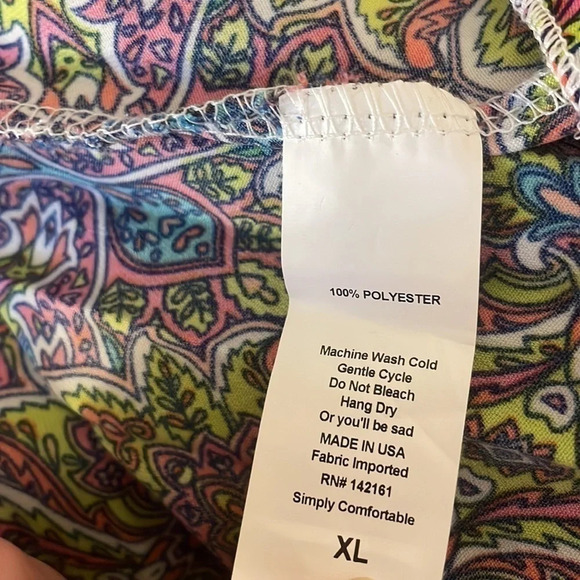 100% POLYESTER
Machine Wash Cold
Gentle Cycle
Do Not Bleach
Hang Dry
Or you'll be sad
MADE IN USA
Fabric Imported
RN# 142161
Simply Comfortable
XL